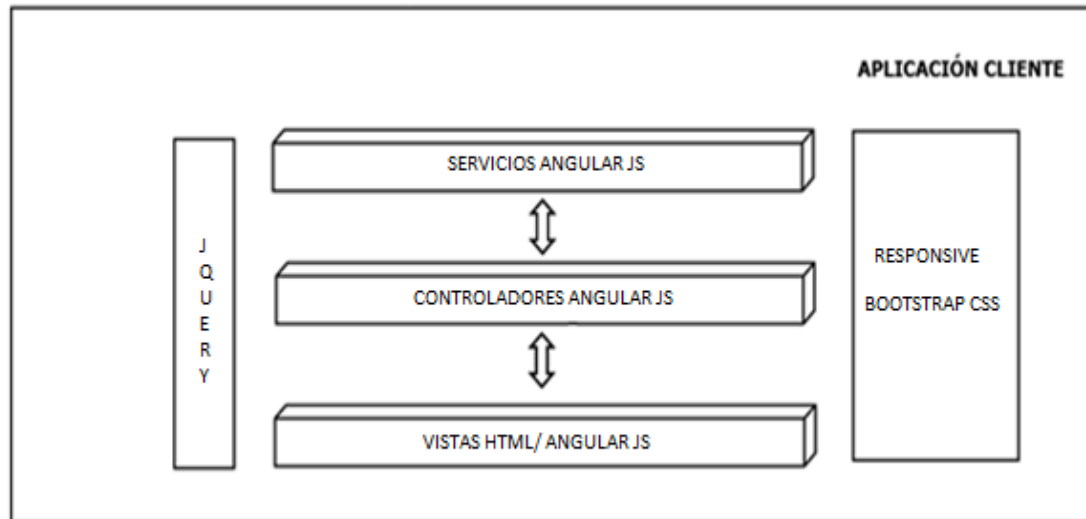 APLICACIÓN CLIENTE
SERVICIOS ANGULAR JS
J
Q
U
E
R
Y
CONTROLADORES ANGULAR JS
RESPONSIVE
BOOTSTRAP CSS
VISTAS HTML/ ANGULAR JS